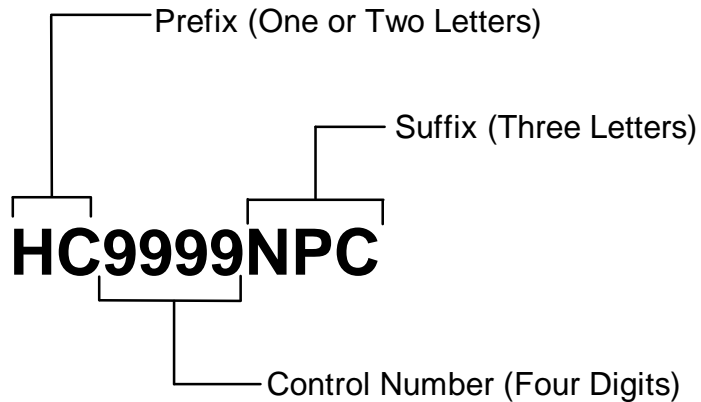 Prefix (One or Two Letters)
Suffix (Three Letters)
HC9999NPC
Control Number (Four Digits)